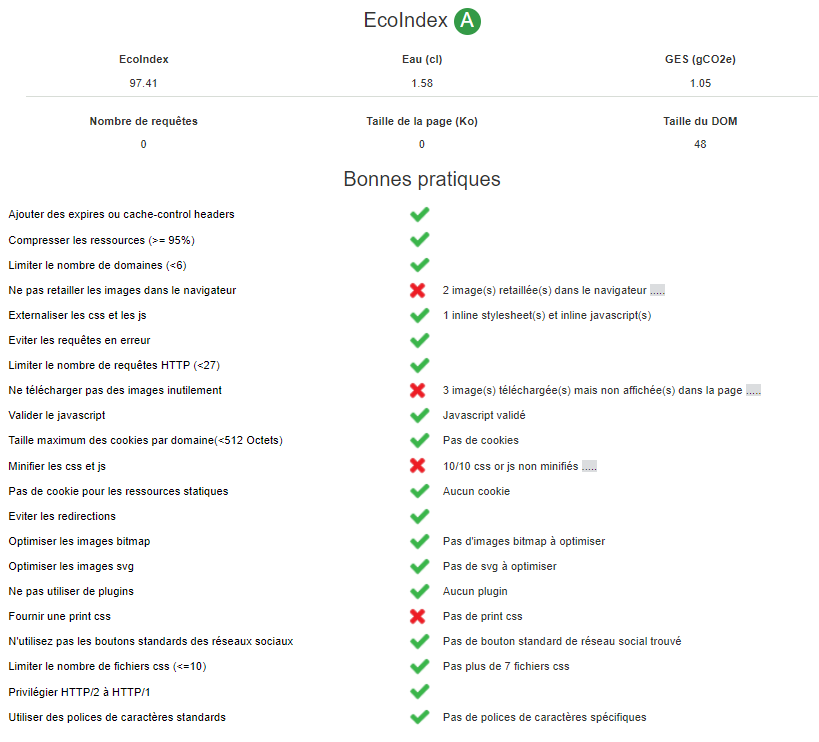 EcoIndex A
EcoIndex Eau (cl) GES (gCO2e)
97.41 1.58 1.05
Nombre de requêtes Taille de la page (Ko) Taille du DOM
0 0 48
Bonnes pratiques
Ajouter des expires ou cache-control headers
Compresser les ressources (>= 95%)
Limiter le nombre de domaines (<6)
Ne pas retailler les images dans le navigateur 2 image(s) retaillée(s) dans le navigateur .....
Externaliser les css et les js 1 inline stylesheet(s) et inline javascript(s)
Eviter les requêtes en erreur
Limiter le nombre de requêtes HTTP (<27)
Ne télécharger pas des images inutilement 3 image(s) téléchargée(s) mais non affichée(s) dans la page .....
Valider le javascript Javascript validé
Taille maximum des cookies par domaine(<512 Octets) Pas de cookies
Minifier les css et js 10/10 css or js non minifiés .....
Pas de cookie pour les ressources statiques Aucun cookie
Eviter les redirections
Optimiser les images bitmap Pas d'images bitmap à optimiser
Optimiser les images svg Pas de svg à optimiser
Ne pas utiliser de plugins Aucun plugin
Fournir une print css Pas de print css
N'utilisez pas les boutons standards des réseaux sociaux Pas de bouton standard de réseau social trouvé
Limiter le nombre de fichiers css (<=10) Pas plus de 7 fichiers css
Privilégier HTTP/2 à HTTP/1
Utiliser des polices de caractères standards Pas de polices de caractères spécifiques